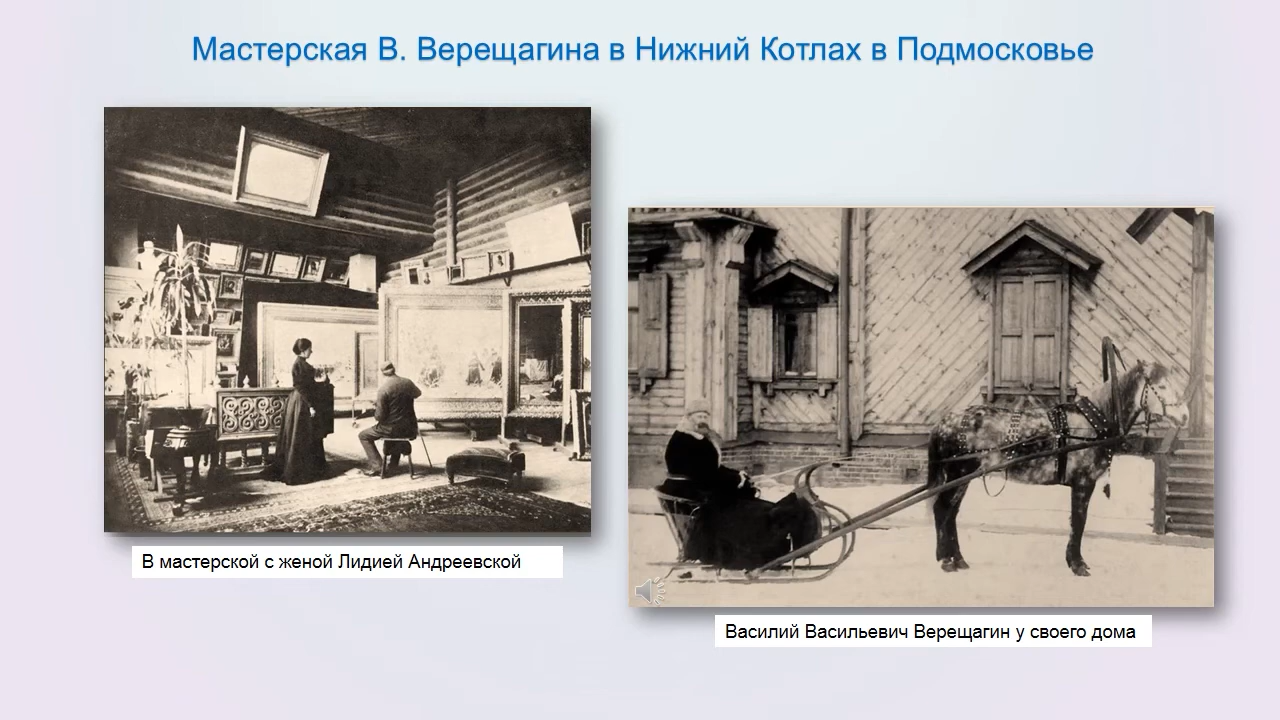 Мастерская В. Верещагина в Нижний Котлах в Подмосковье
В мастерской с женой Лидией Андреевской
Василий Васильевич Верещагин у своего дома